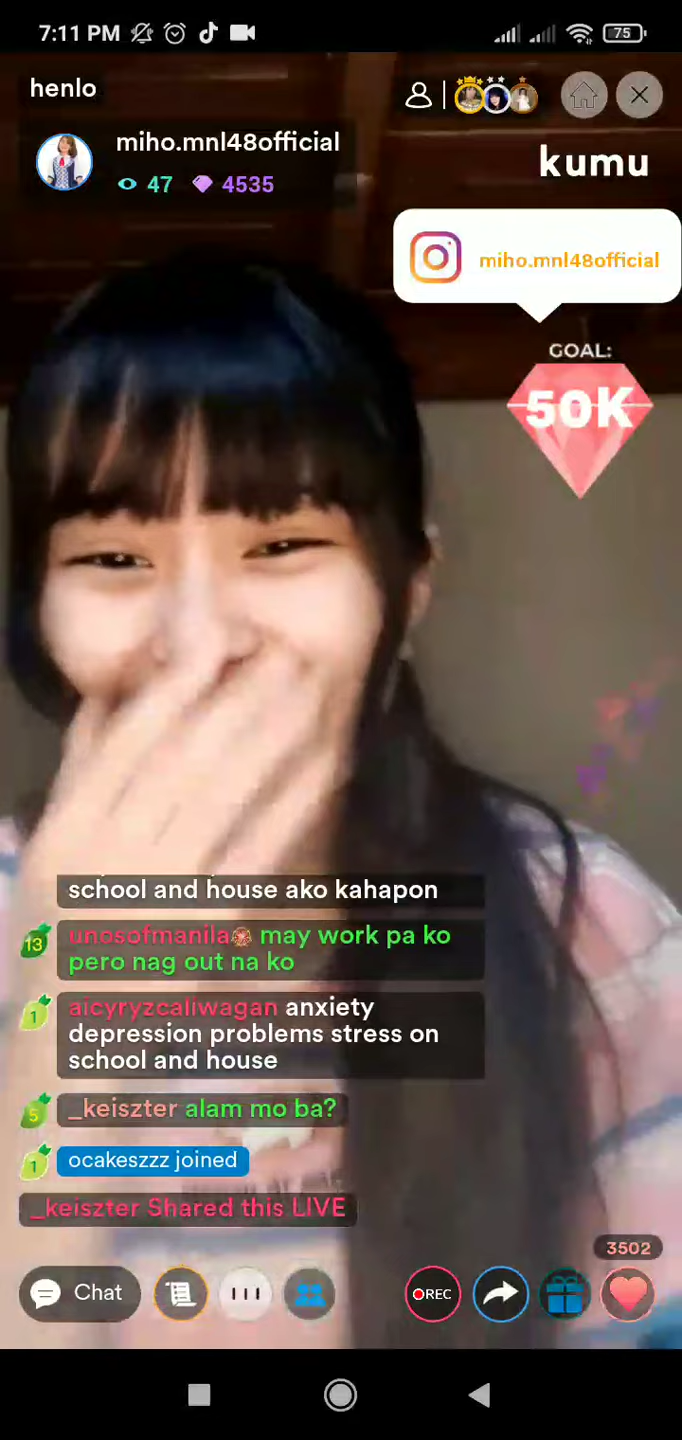 7:11 PM
75
henlo
miho.mnl48official
47 4535
kumu
miho.mnl48official
GOAL:
50K
school and house ako kahapon
13
unosofmanila may work pa ko
pero nag out na ko
1
aicyryzcaliwagan anxiety
depression problems stress on
school and house
5
_keiszter alam mo ba?
1
ocakeszzz joined
_keiszter Shared this LIVE
3502
Chat
REC